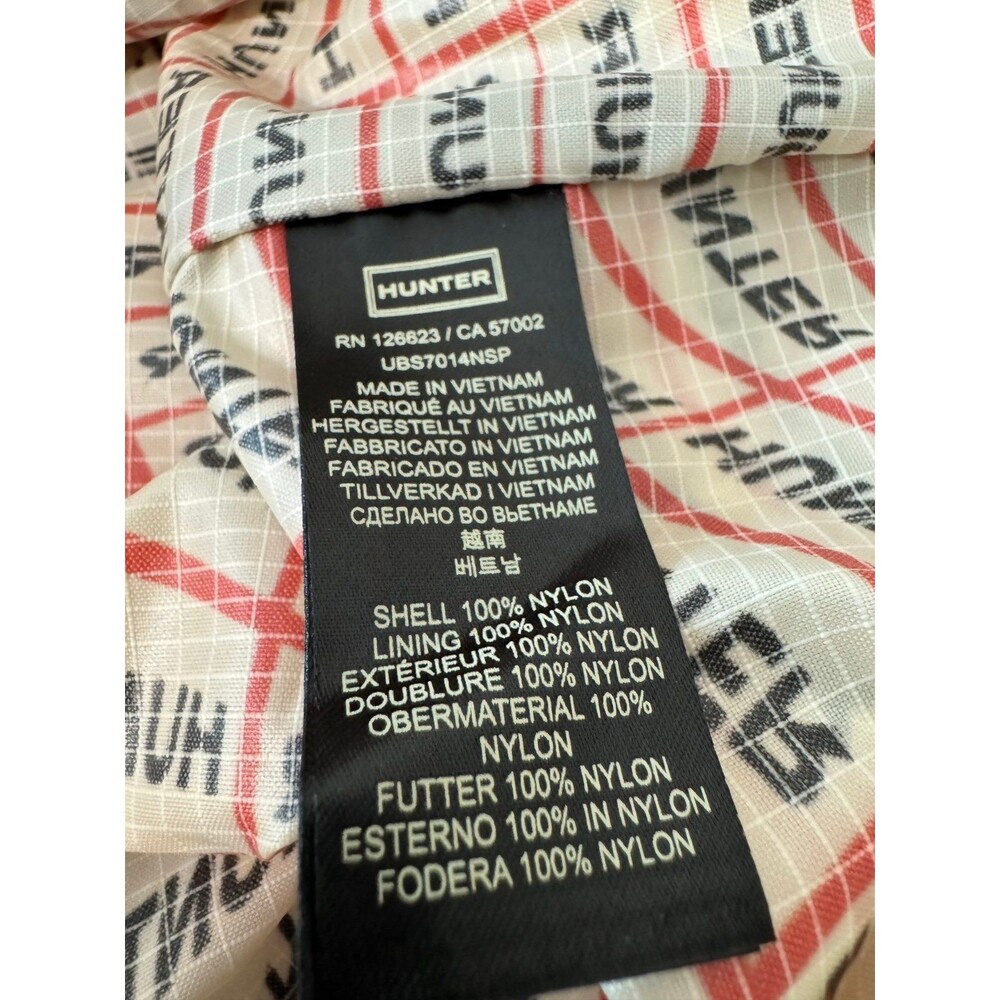 HUNTER
RN 126623 / CA 57002
UBS7014NSP
MADE IN VIETNAM
FABRIQUÉ AU VIETNAM
HERGESTELLT IN VIETNAM
FABBRICATO IN VIETNAM
FABRICADO EN VIETNAM
TILLVERKAD I VIETNAM
СДЕЛАНО ВО ВЬЕТНАМЕ
越南
베트남
SHELL 100% NYLON
LINING 100% NYLON
EXTÉRIEUR 100% NYLON
DOUBLURE 100% NYLON
OBERMATERIAL 100%
NYLON
FUTTER 100% NYLON
ESTERNO 100% IN NYLON
FODERA 100% NYLON